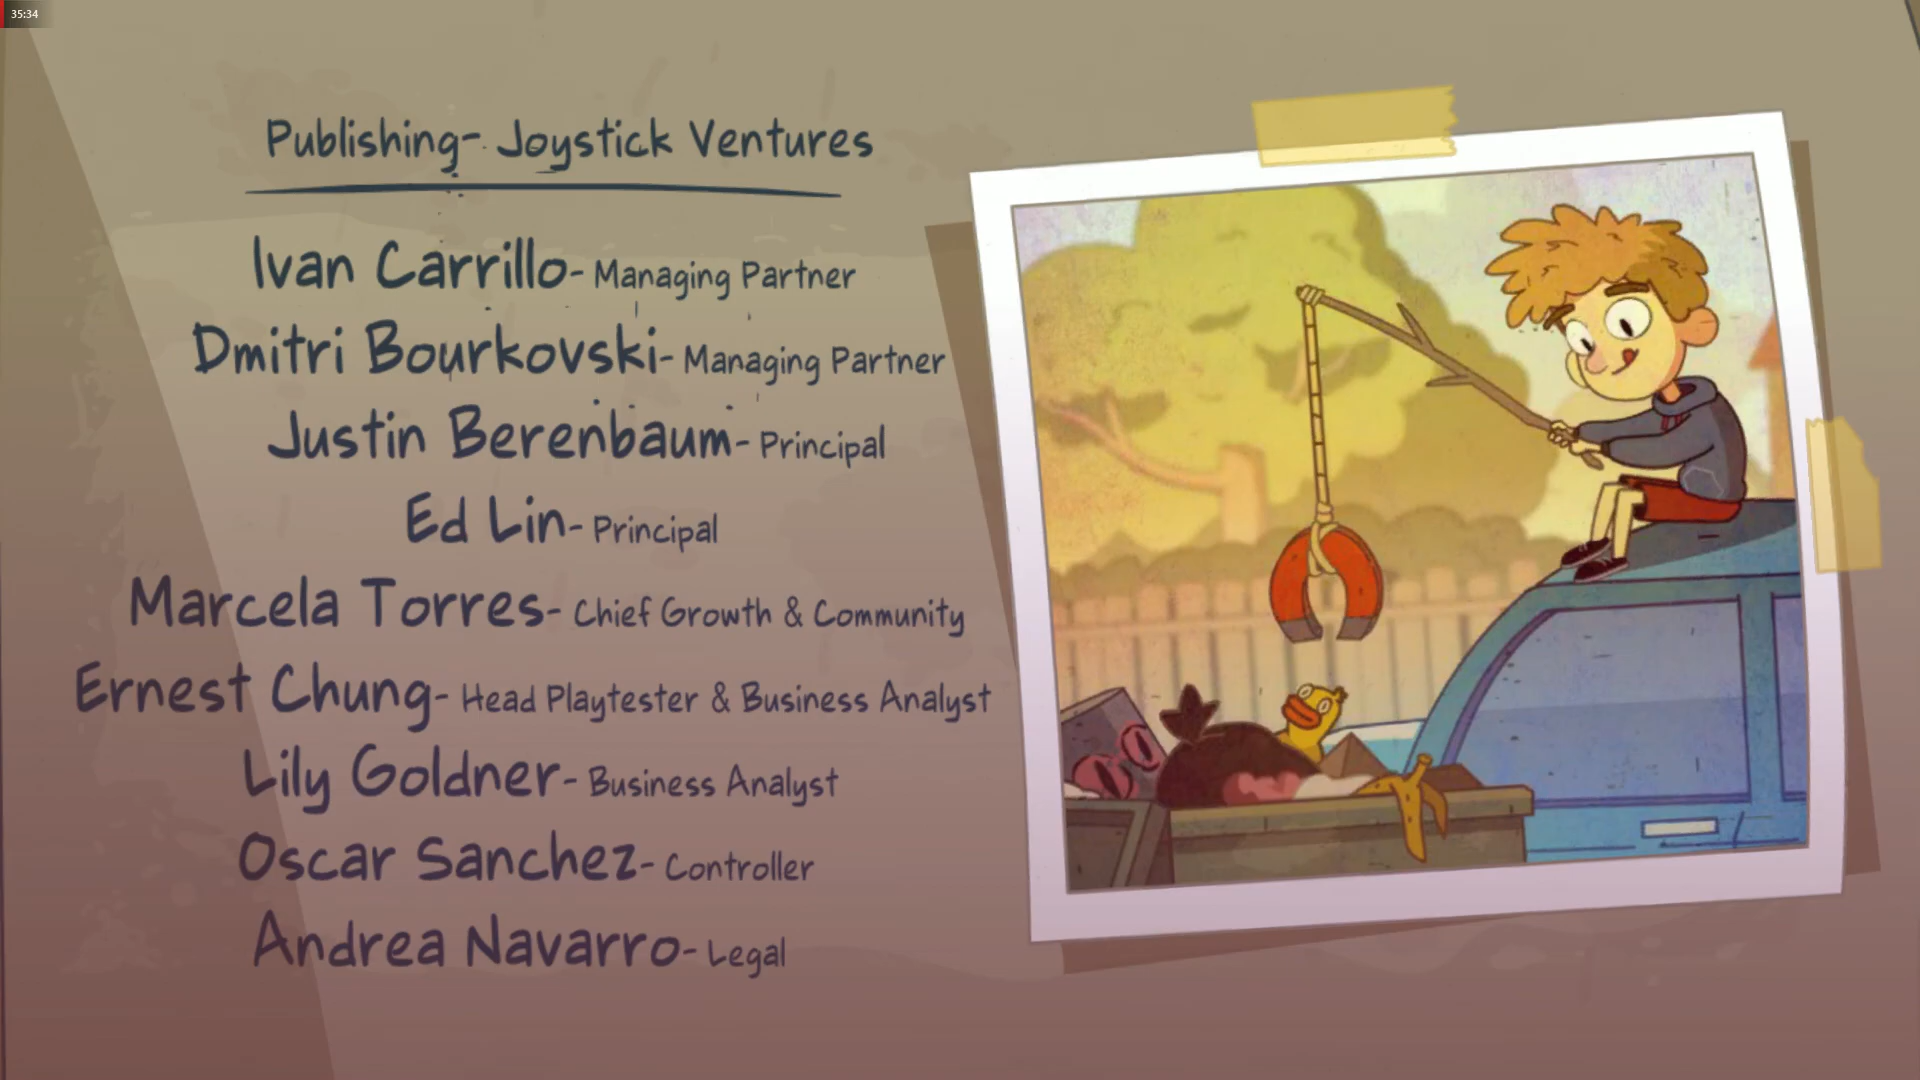 35:34
Publishing- Joystick Ventures
Ivan Carrillo- Managing Partner
Dmitri Bourkovski- Managing Partner
Justin Berenbaum- Principal
Ed Lin- Principal
Marcela Torres- Chief Growth & Community
Ernest Chung- Head Playtester & Business Analyst
Lily Goldner- Business Analyst
Oscar Sanchez- Controller
Andrea Navarro- Legal